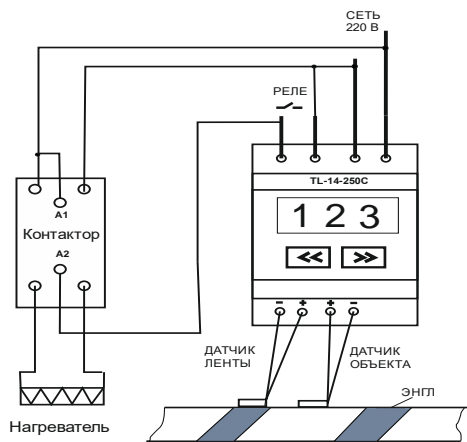 СЕТЬ
220 В
РЕЛЕ
TL-14-250C
A1
Контактор
A2
1 2 3
<< >>
– + + –
ДАТЧИК
ЛЕНТЫ
ДАТЧИК
ОБЪЕКТА
ЭНГЛ
Нагреватель